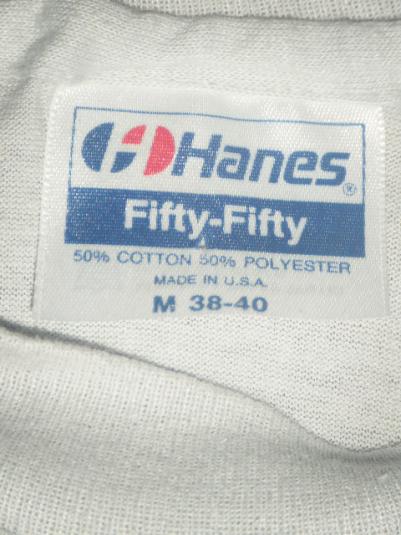 Hanes®
Fifty-Fifty
50% COTTON 50% POLYESTER
MADE IN U.S.A.
M 38-40